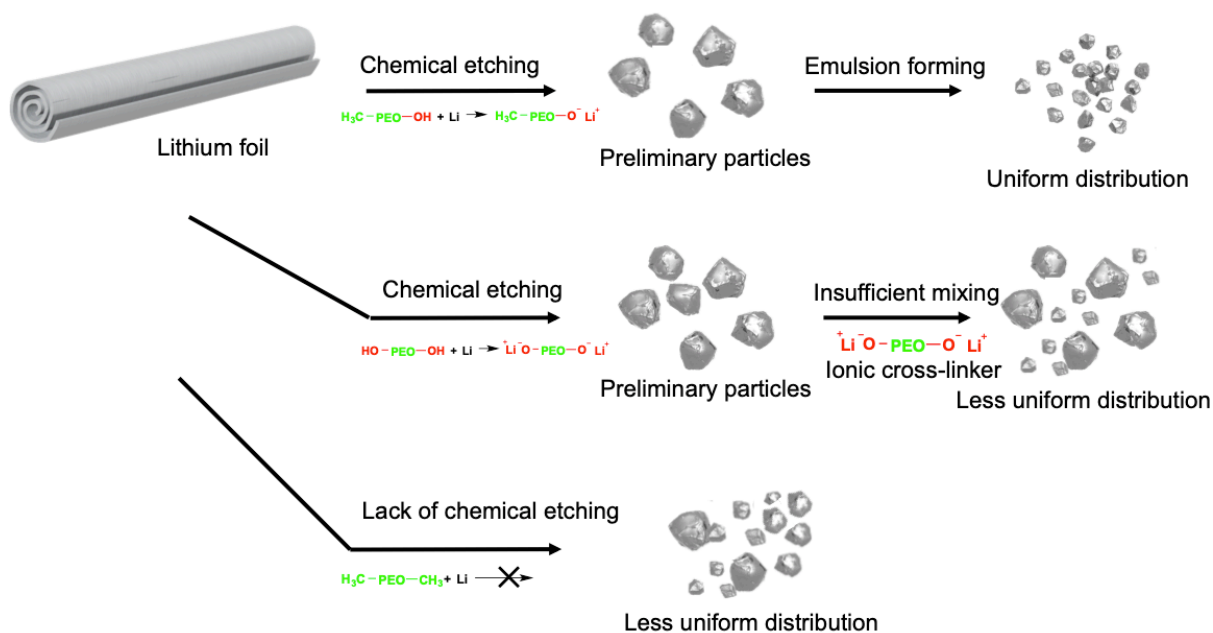 Chemical etching
Emulsion forming
H₃C–PEO–OH + Li → H₃C–PEO–O⁻ Li⁺
Lithium foil
Preliminary particles
Uniform distribution
Chemical etching
Insufficient mixing
HO–PEO–OH + Li → ⁺Li ⁻O–PEO–O⁻ Li⁺
⁺Li ⁻O–PEO–O⁻ Li⁺
Ionic cross-linker
Preliminary particles
Less uniform distribution
Lack of chemical etching
H₃C–PEO–CH₃ + Li
Less uniform distribution